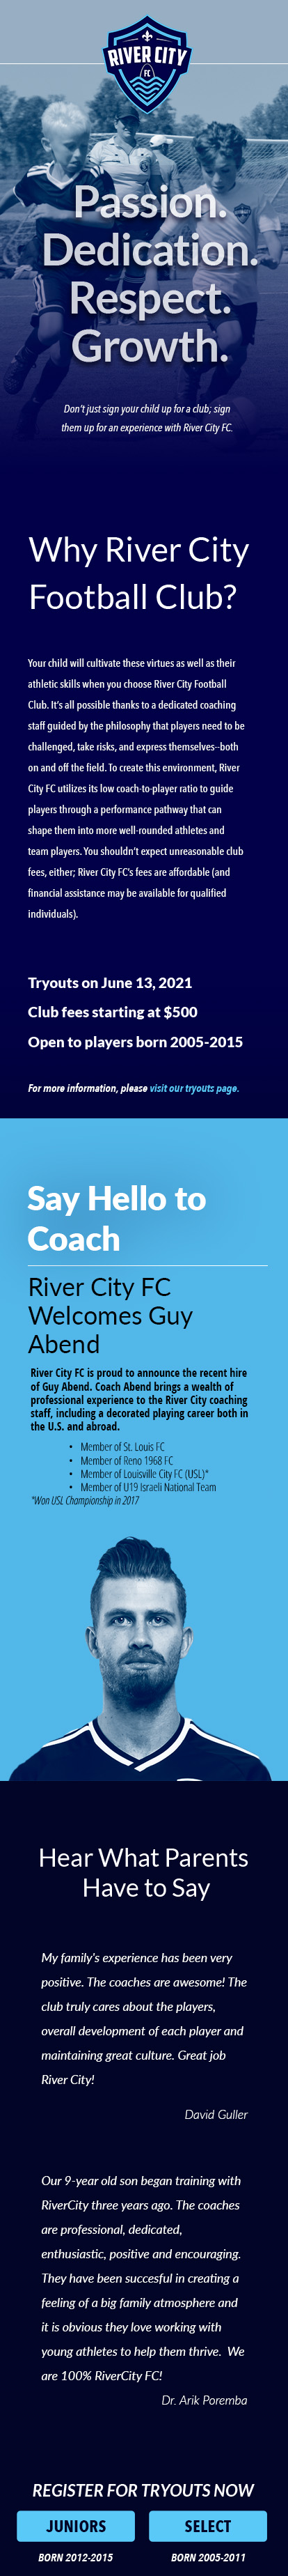 RIVER CITY
FC
Passion.
Dedication.
Respect.
Growth.
Don't just sign your child up for a club; sign
them up for an experience with River City FC.
Why River City
Football Club?
Your child will cultivate these virtues as well as their
athletic skills when you choose River City Football
Club. It's all possible thanks to a dedicated coaching
staff guided by the philosophy that players need to be
challenged, take risks, and express themselves--both
on and off the field. To create this environment, River
City FC utilizes its low coach-to-player ratio to guide
players through a performance pathway that can
shape them into more well-rounded athletes and
team players. You shouldn't expect unreasonable club
fees, either; River City FC's fees are affordable (and
financial assistance may be available for qualified
individuals).
Tryouts on June 13, 2021
Club fees starting at $500
Open to players born 2005-2015
For more information, please visit our tryouts page.
Say Hello to
Coach
River City FC
Welcomes Guy
Abend
River City FC is proud to announce the recent hire
of Guy Abend. Coach Abend brings a wealth of
professional experience to the River City coaching
staff, including a decorated playing career both in
the U.S. and abroad.
• Member of St. Louis FC
• Member of Reno 1968 FC
• Member of Louisville City FC (USL)*
• Member of U19 Israeli National Team
*Won USL Championship in 2017
Hear What Parents
Have to Say
My family's experience has been very
positive. The coaches are awesome! The
club truly cares about the players,
overall development of each player and
maintaining great culture. Great job
River City!
David Guller
Our 9-year old son began training with
RiverCity three years ago. The coaches
are professional, dedicated,
enthusiastic, positive and encouraging.
They have been succesful in creating a
feeling of a big family atmosphere and
it is obvious they love working with
young athletes to help them thrive. We
are 100% RiverCity FC!
Dr. Arik Poremba
REGISTER FOR TRYOUTS NOW
JUNIORS SELECT
BORN 2012-2015 BORN 2005-2011